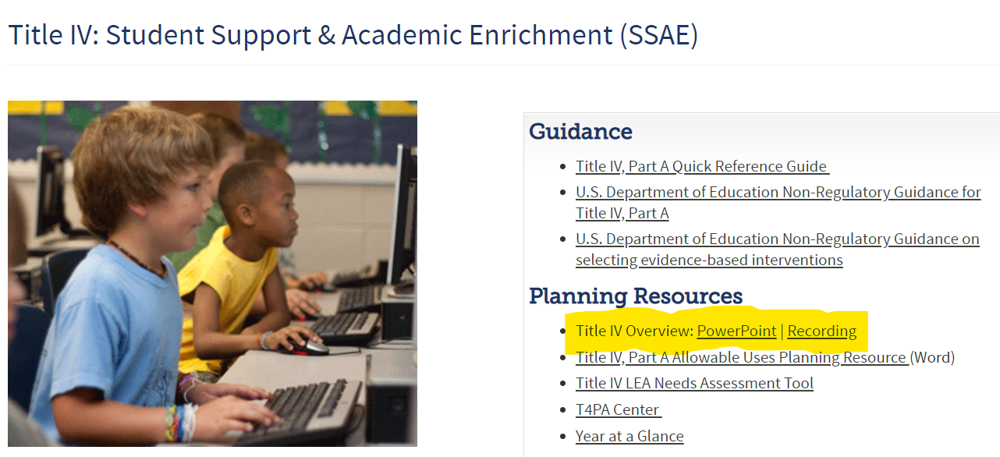 Title IV: Student Support & Academic Enrichment (SSAE)
Guidance
Title IV, Part A Quick Reference Guide
U.S. Department of Education Non-Regulatory Guidance for
Title IV, Part A
U.S. Department of Education Non-Regulatory Guidance on
selecting evidence-based interventions
Planning Resources
Title IV Overview: PowerPoint | Recording
Title IV, Part A Allowable Uses Planning Resource (Word)
Title IV LEA Needs Assessment Tool
T4PA Center
Year at a Glance